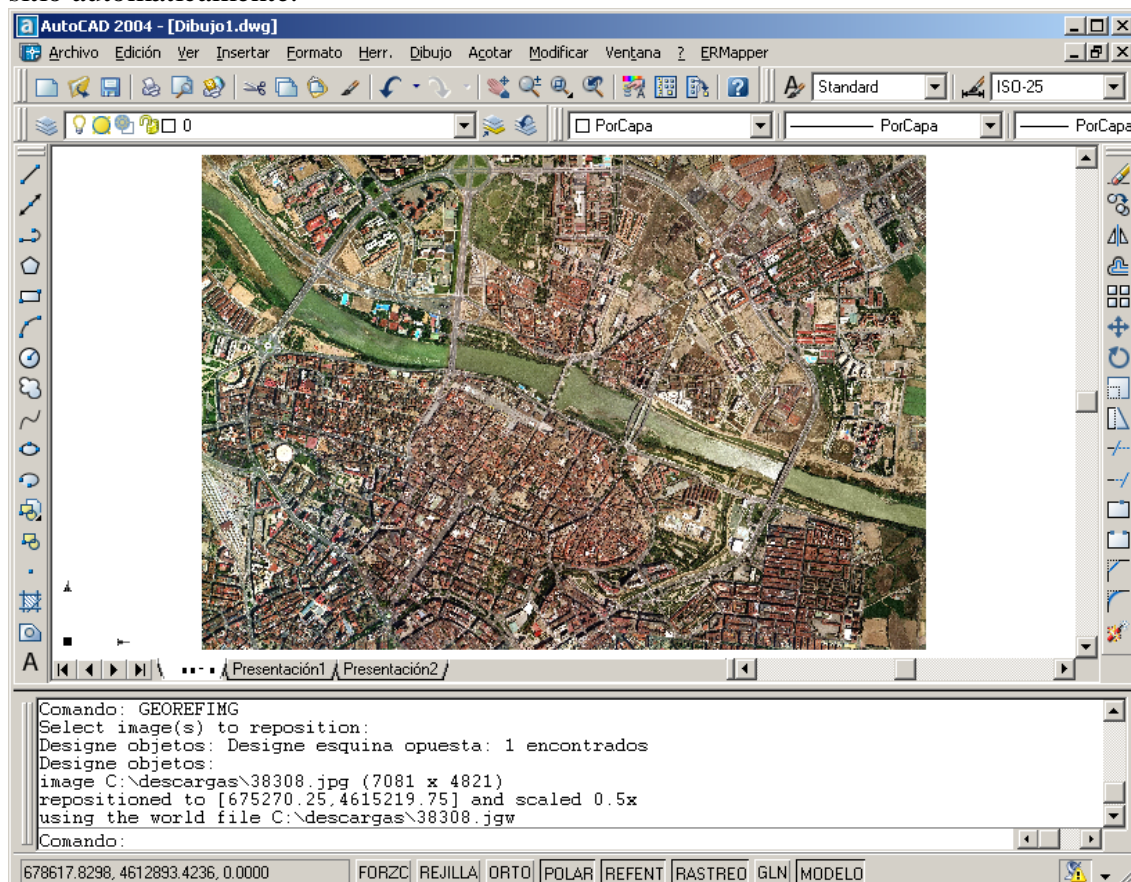 sitio automáticamente.
AutoCAD 2004 - [Dibujo1.dwg]
Archivo Edición Ver Insertar Formato Herr. Dibujo Acotar Modificar Ventana ? ERMapper
Standard ISO-25
0 PorCapa PorCapa PorCapa
A
Presentación1 Presentación2
Comando: GEOREFIMG
Select image(s) to reposition:
Designe objetos: Designe esquina opuesta: 1 encontrados
Designe objetos:
image C:\descargas\38308.jpg (7081 x 4821)
repositioned to [675270.25,4615219.75] and scaled 0.5x
using the world file C:\descargas\38308.jgw
Comando:
678617.8298, 4612893.4236, 0.0000 FORZC REJILLA ORTO POLAR REFENT RASTREO GLN MODELO